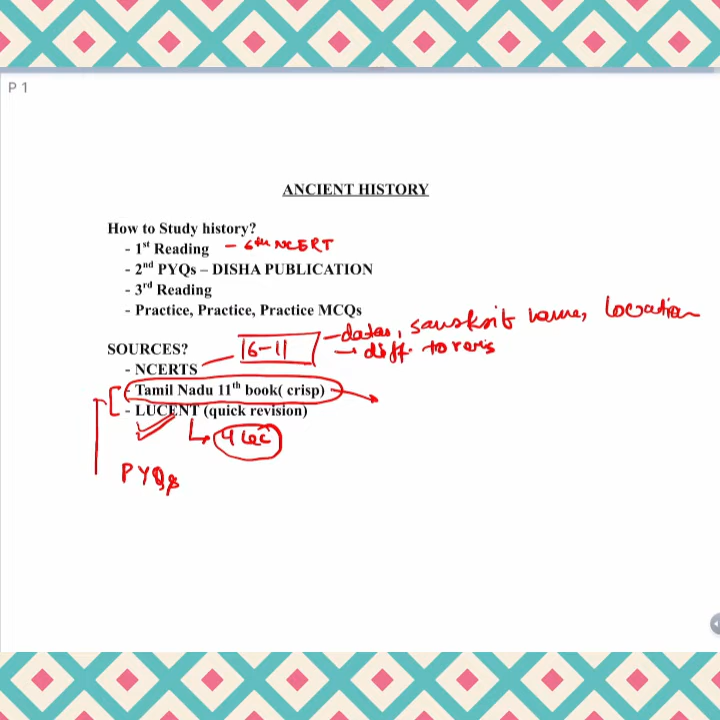 P 1
ANCIENT HISTORY
How to Study history?
- 1st Reading - 6th NCERT
- 2nd PYQs – DISHA PUBLICATION
- 3rd Reading
- Practice, Practice, Practice MCQs
- dates, sanskrit name, location
SOURCES? 16-11 → diff. to revis
- NCERTS
- Tamil Nadu 11th book( crisp)
- LUCENT (quick revision)
4 lec
PYQs